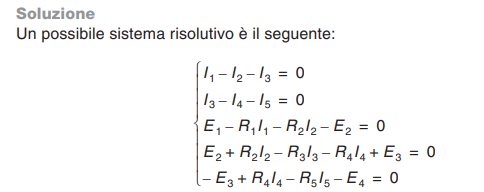 Soluzione
Un possibile sistema risolutivo è il seguente:
I₁ – I₂ – I₃ = 0
I₃ – I₄ – I₅ = 0
E₁ – R₁I₁ – R₂I₂ – E₂ = 0
E₂ + R₂I₂ – R₃I₃ – R₄I₄ + E₃ = 0
– E₃ + R₄I₄ – R₅I₅ – E₄ = 0